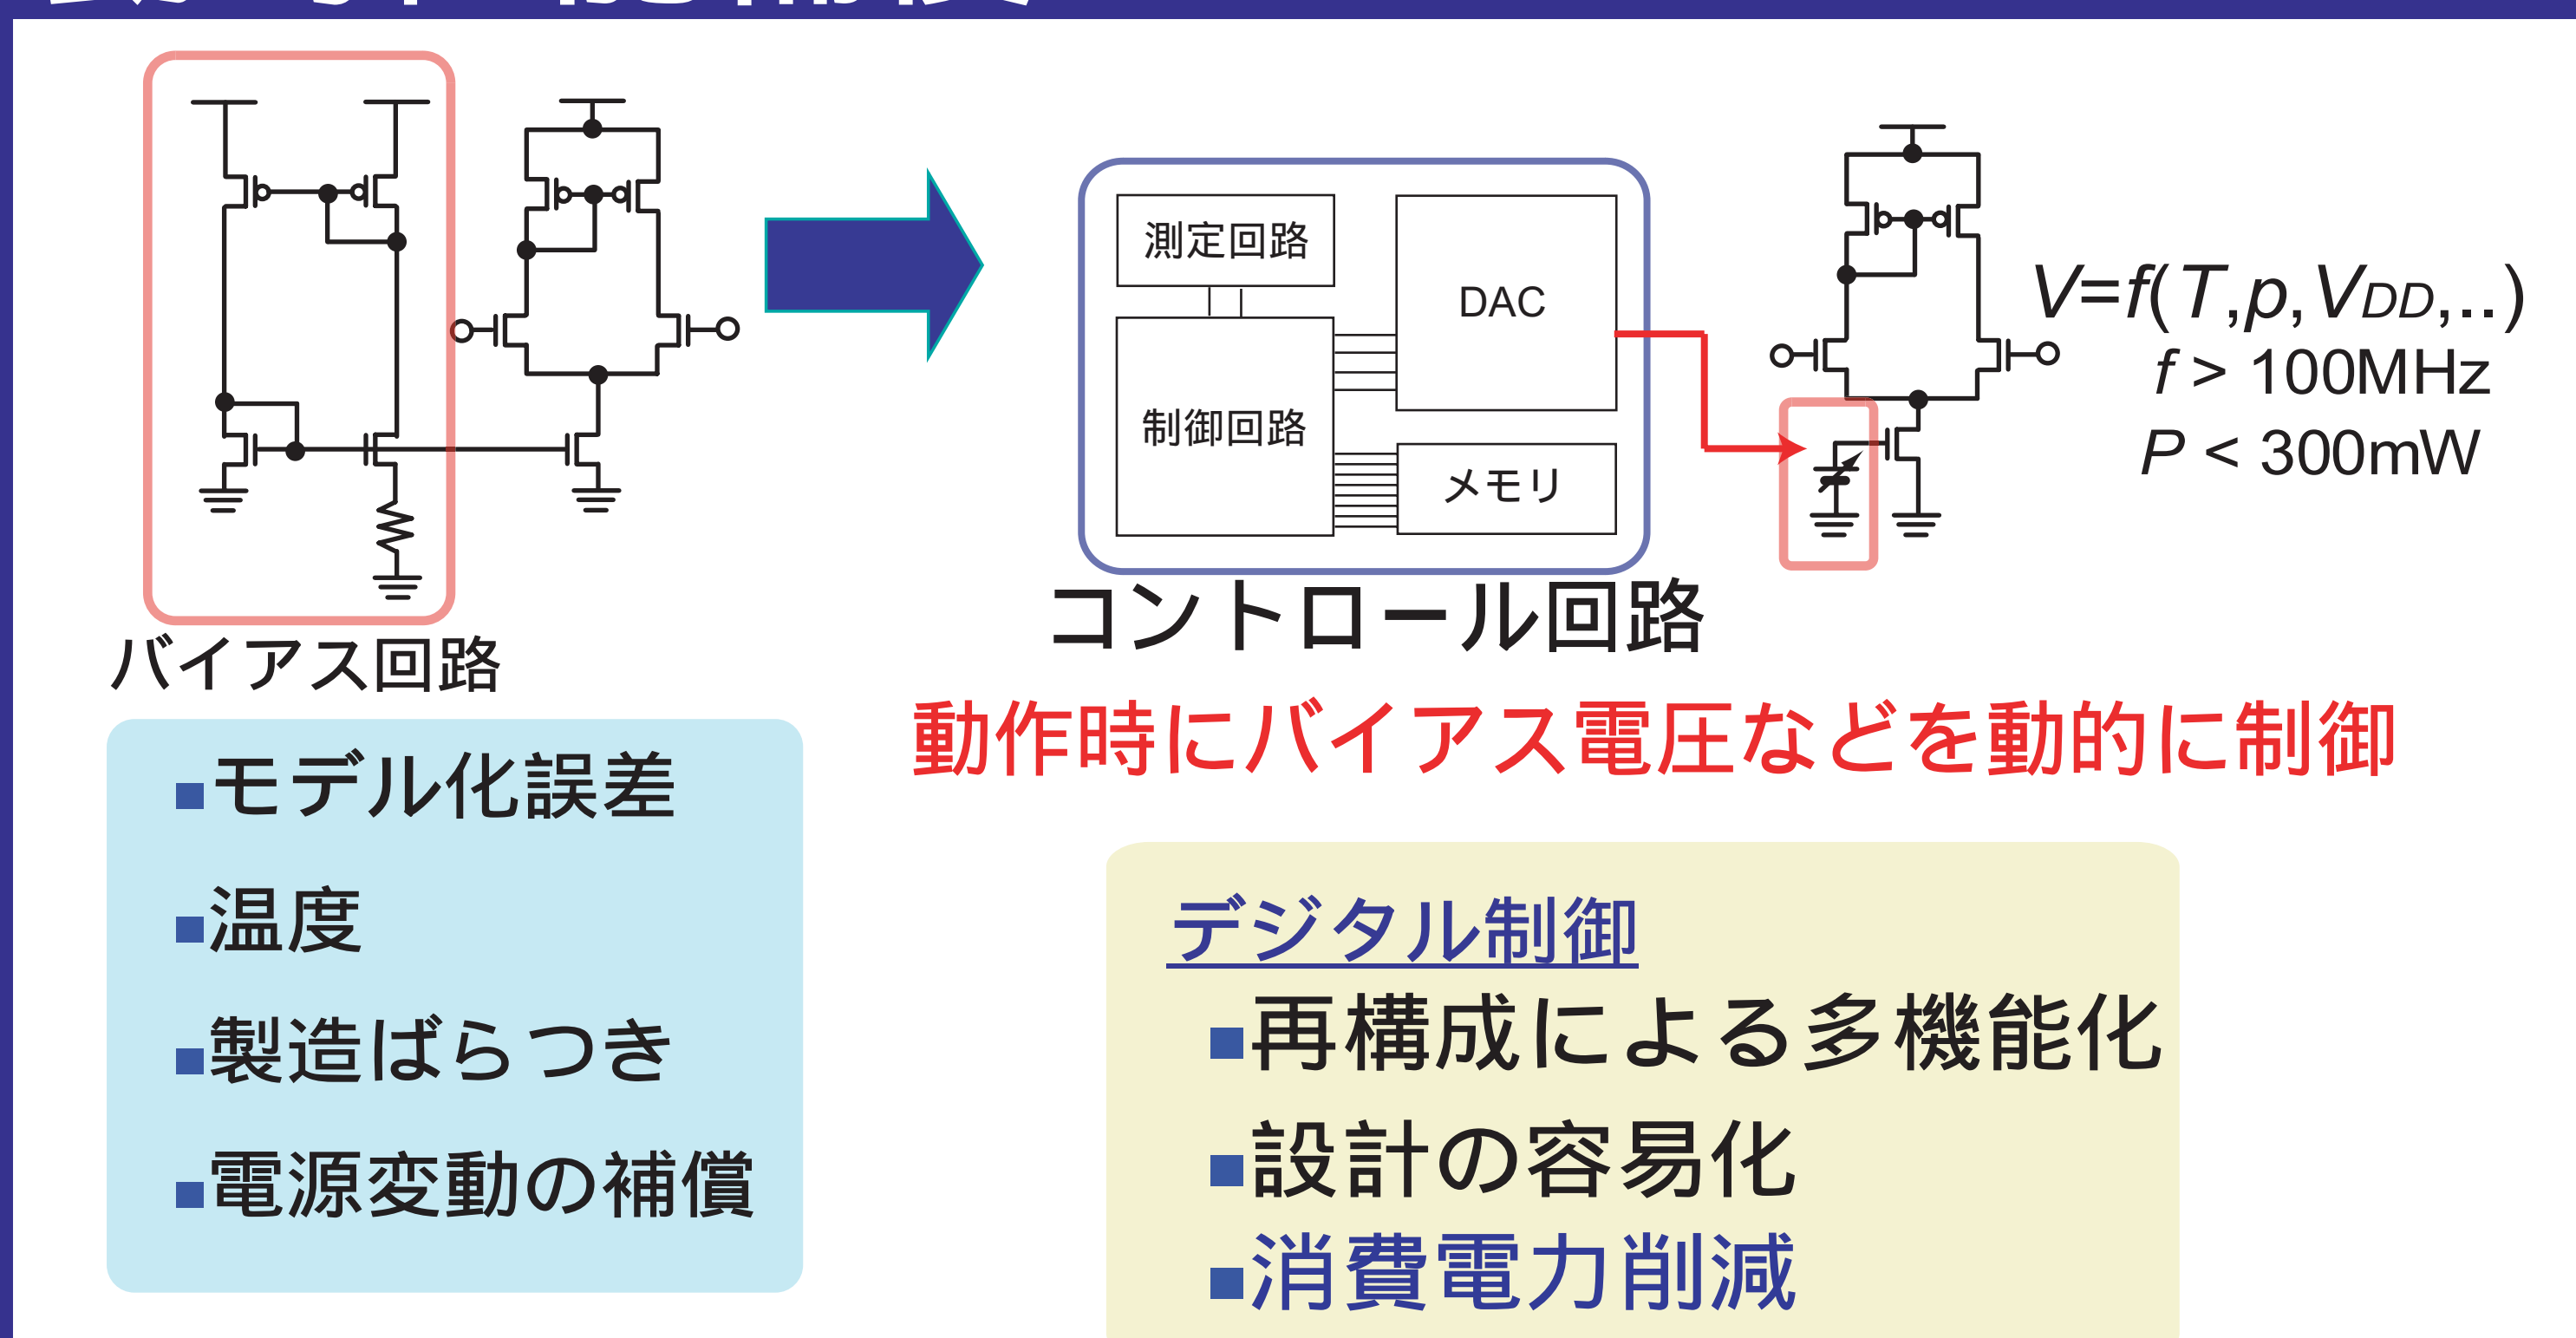 測定回路
DAC
制御回路
メモリ
V=f(T,p,VDD,..)
f > 100MHz
P < 300mW
コントロール回路
バイアス回路
動作時にバイアス電圧などを動的に制御
■モデル化誤差
■温度
■製造ばらつき
■電源変動の補償
デジタル制御
■再構成による多機能化
■設計の容易化
■消費電力削減